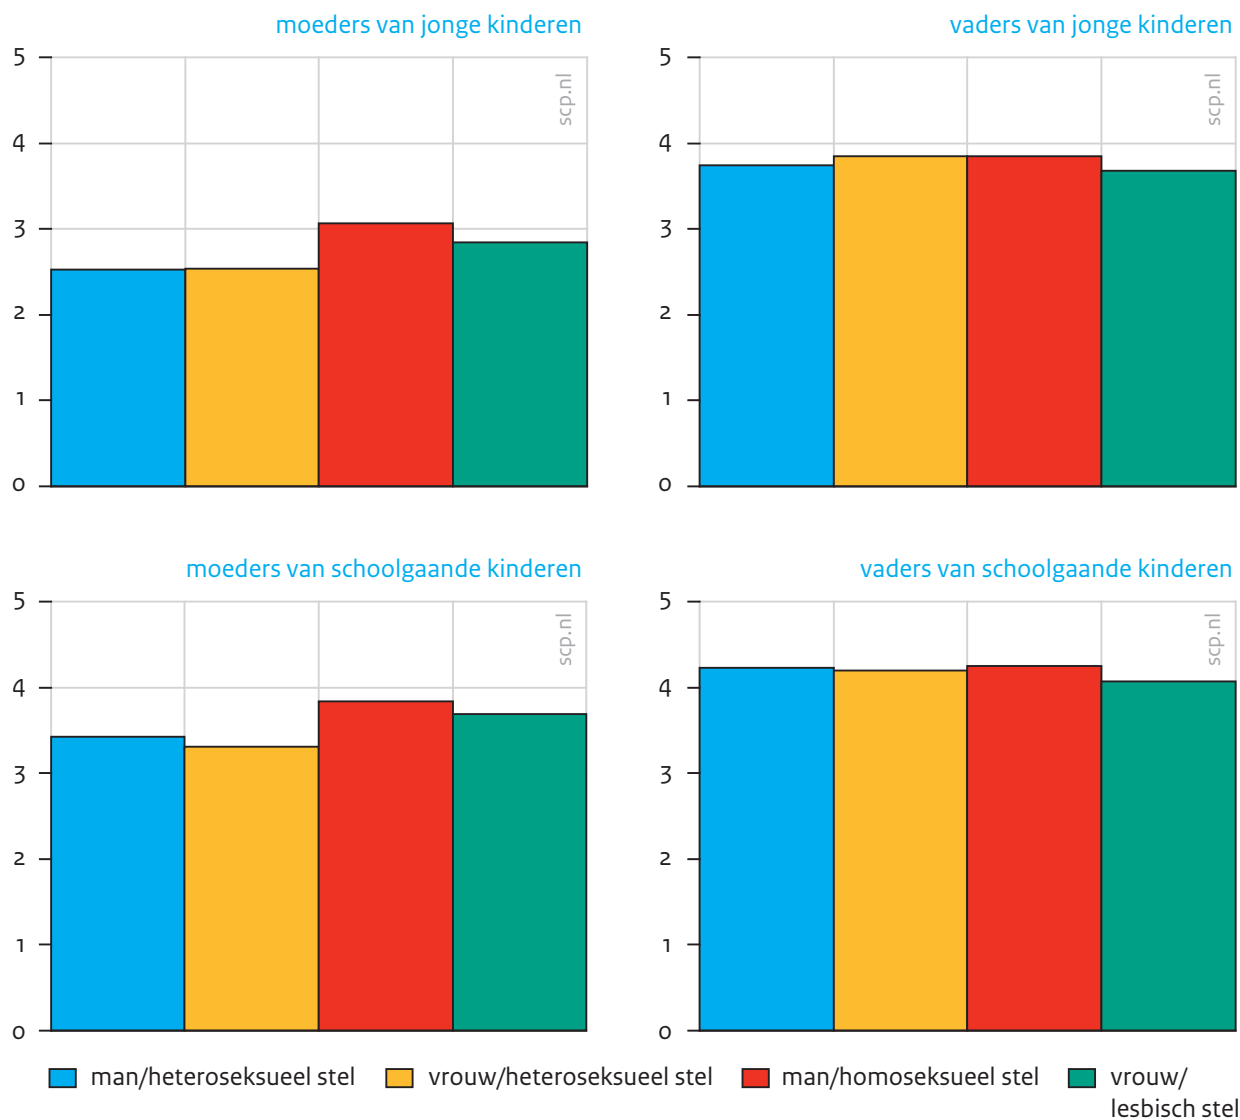 moeders van jonge kinderen
5
4
3
2
1
0
scp.nl
vaders van jonge kinderen
5
4
3
2
1
0
scp.nl
moeders van schoolgaande kinderen
5
4
3
2
1
0
scp.nl
vaders van schoolgaande kinderen
5
4
3
2
1
0
scp.nl
man/heteroseksueel stel
vrouw/heteroseksueel stel
man/homoseksueel stel
vrouw/
lesbisch stel